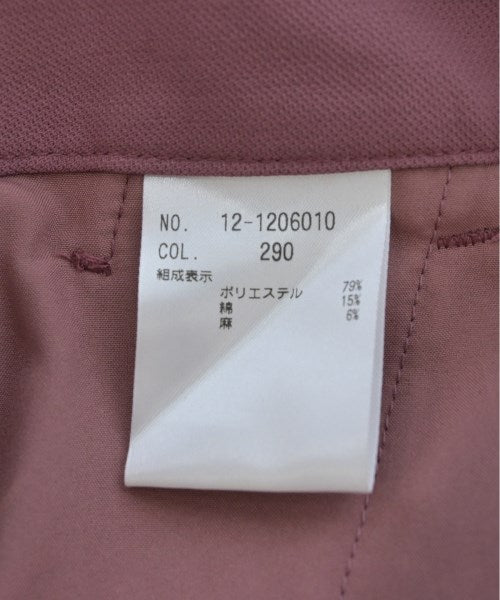 NO. 12-1206010
COL. 290
組成表示
ポリエステル 79%
綿 15%
麻 6%